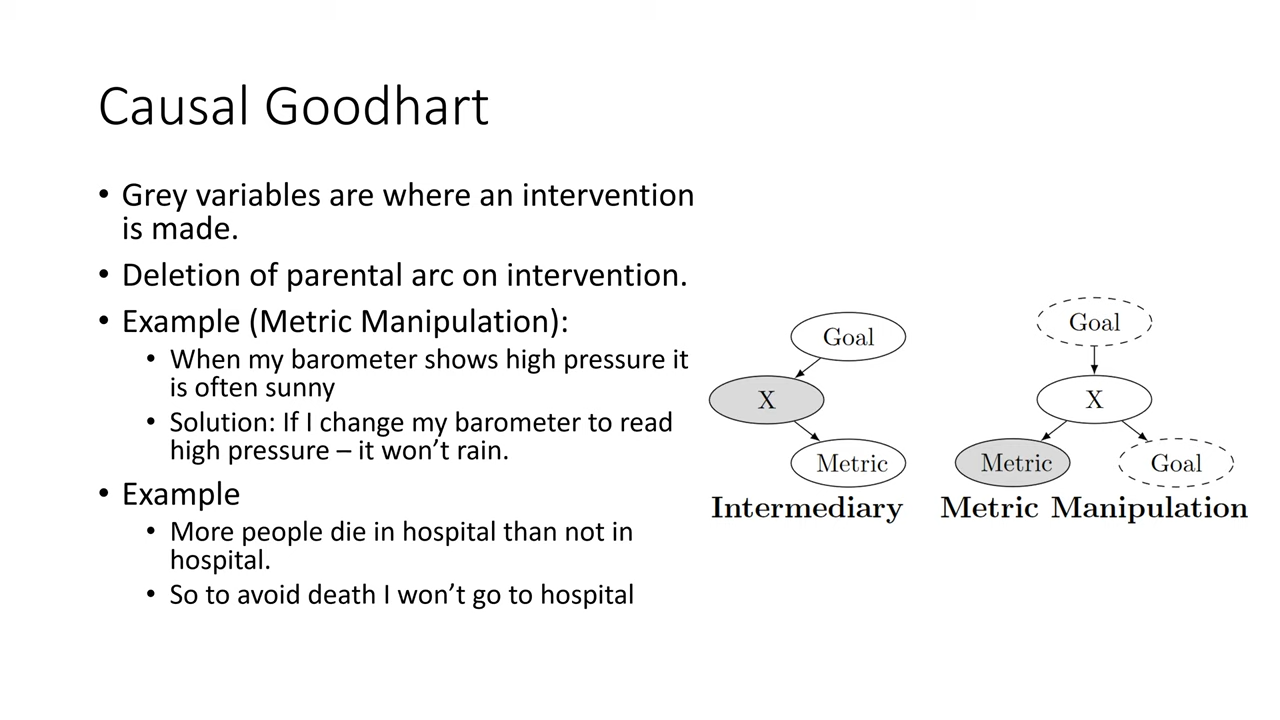 Causal Goodhart
• Grey variables are where an intervention
is made.
• Deletion of parental arc on intervention.
• Example (Metric Manipulation):
• When my barometer shows high pressure it
is often sunny
• Solution: If I change my barometer to read
high pressure – it won’t rain.
• Example
• More people die in hospital than not in
hospital.
• So to avoid death I won’t go to hospital
Goal
X
Metric
Intermediary
Goal
X
Metric
Goal
Metric Manipulation